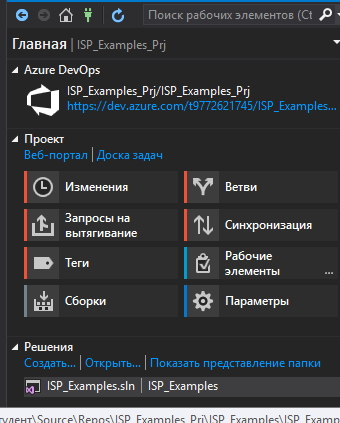 Поиск рабочих элементов (Ct
Главная | ISP_Examples_Prj
Azure DevOps
ISP_Examples_Prj/ISP_Examples_Prj
https://dev.azure.com/t9772621745/ISP_Examples...
Проект
Веб-портал | Доска задач
Изменения
Ветви
Запросы на
вытягивание
Синхронизация
Теги
Рабочие
элементы ...
Сборки
Параметры
Решения
Создать... | Открыть... | Показать представление папки
ISP_Examples.sln | ISP_Examples
удент\Source\Repos\ISP_Examples_Prj\ISP_Examples\ISP_Examp